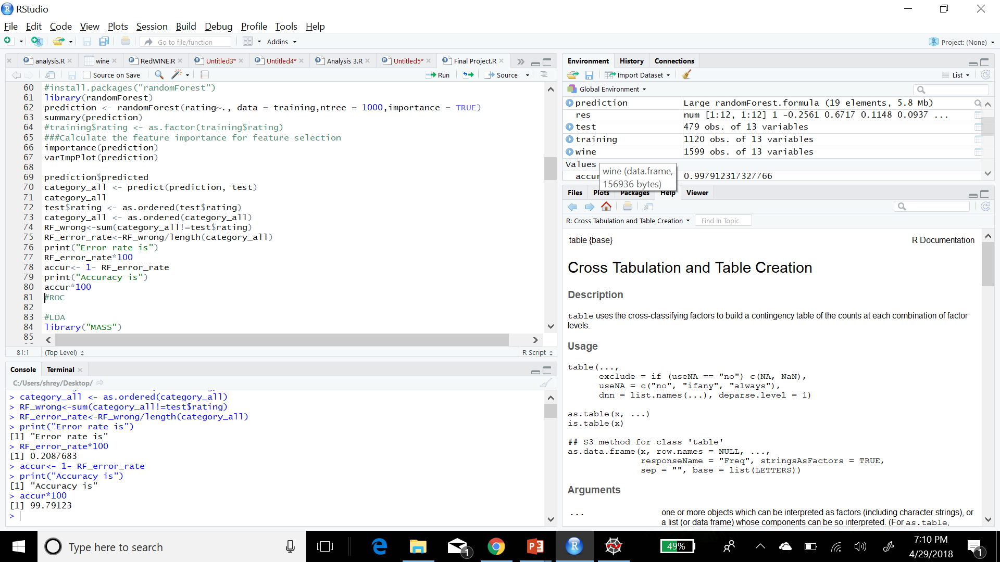 RStudio
File Edit Code View Plots Session Build Debug Profile Tools Help
Go to file/function Addins Project: (None)
analysis.R wine RedWINE.R Untitled3* Untitled4* Analysis 3.R Untitled5* Final Project.R
Source on Save Run Source
60 #install.packages("randomForest")
61 library(randomForest)
62 prediction <- randomForest(rating~., data = training,ntree = 1000,importance = TRUE)
63 summary(prediction)
64 #training$rating <- as.factor(training$rating)
65 ###Calculate the feature importance for feature selection
66 importance(prediction)
67 varImpPlot(prediction)
68
69 prediction$predicted
70 category_all <- predict(prediction, test)
71 category_all
72 test$rating <- as.ordered(test$rating)
73 category_all <- as.ordered(category_all)
74 RF_wrong<-sum(category_all!=test$rating)
75 RF_error_rate<-RF_wrong/length(category_all)
76 print("Error rate is")
77 RF_error_rate*100
78 accur<- 1- RF_error_rate
79 print("Accuracy is")
80 accur*100
81 #ROC
82
83 #LDA
84 library("MASS")
85
81:1 (Top Level) R Script
Console Terminal
C:/Users/shrey/Desktop/
> category_all <- as.ordered(category_all)
> RF_wrong<-sum(category_all!=test$rating)
> RF_error_rate<-RF_wrong/length(category_all)
> print("Error rate is")
[1] "Error rate is"
> RF_error_rate*100
[1] 0.2087683
> accur<- 1- RF_error_rate
> print("Accuracy is")
[1] "Accuracy is"
> accur*100
[1] 99.79123
>
Environment History Connections
Import Dataset List
Global Environment
prediction Large randomForest.formula (19 elements, 5.8 Mb)
res num [1:12, 1:12] 1 -0.2561 0.6717 0.1148 0.0937 ...
test 479 obs. of 13 variables
training 1120 obs. of 13 variables
wine 1599 obs. of 13 variables
Values
accur 0.997912317327766
wine (data.frame,
156936 bytes)
Files Plots Packages Help Viewer
R: Cross Tabulation and Table Creation Find in Topic
table {base} R Documentation
Cross Tabulation and Table Creation
Description
table uses the cross-classifying factors to build a contingency table of the counts at each combination of factor
levels.
Usage
table(...,
exclude = if (useNA == "no") c(NA, NaN),
useNA = c("no", "ifany", "always"),
dnn = list.names(...), deparse.level = 1)
as.table(x, ...)
is.table(x)
## S3 method for class 'table'
as.data.frame(x, row.names = NULL, ...,
responseName = "Freq", stringsAsFactors = TRUE,
sep = "", base = list(LETTERS))
Arguments
... one or more objects which can be interpreted as factors (including character strings), or
a list (or data frame) whose components can be so interpreted. (For as.table,
Type here to search
1
49%
7:10 PM
4/29/2018
1